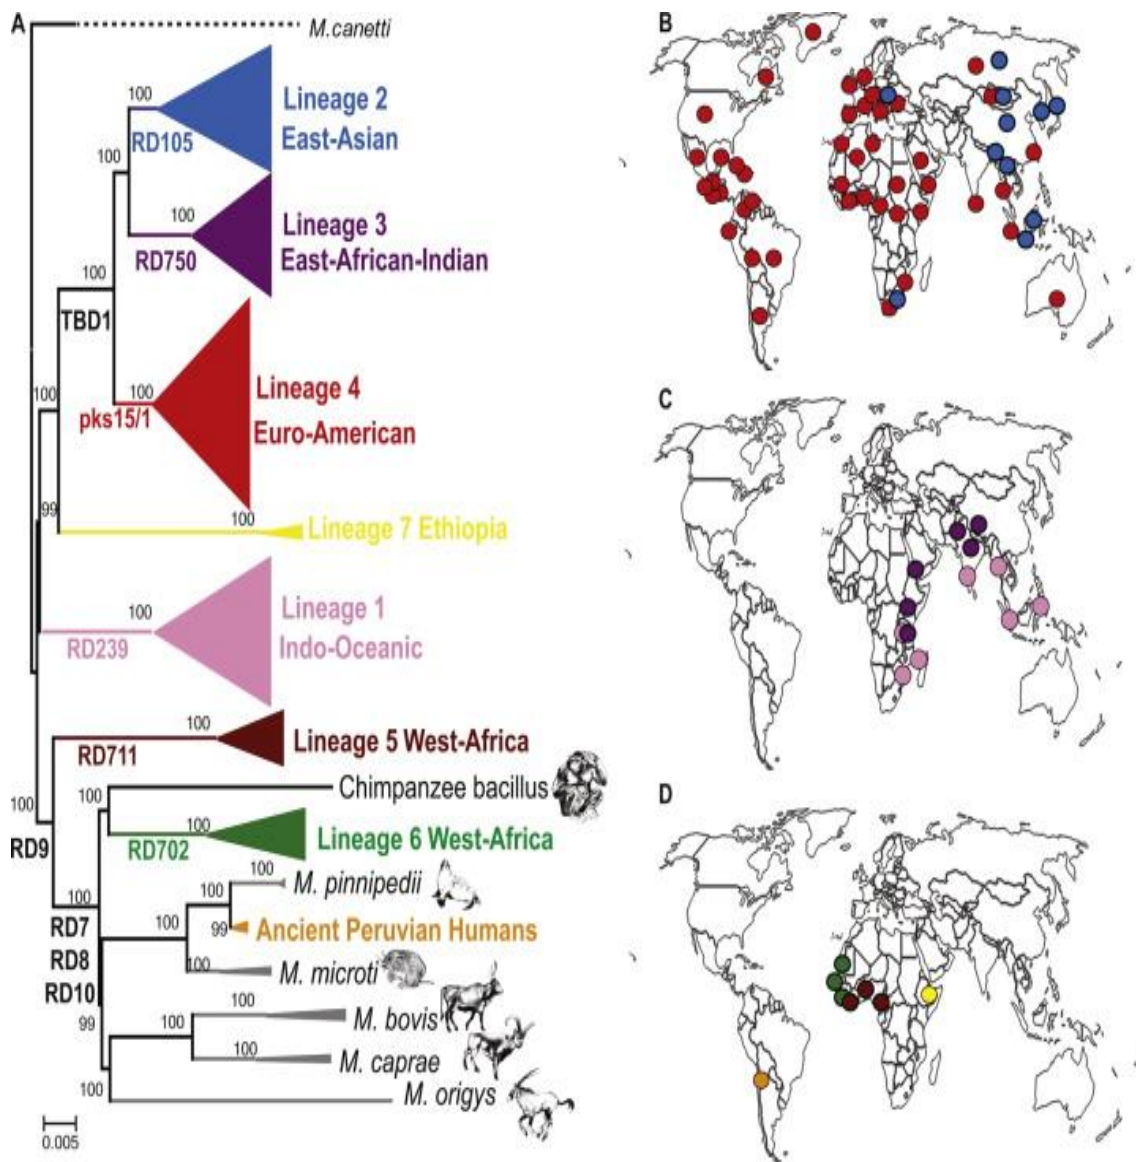 A
M.canetti
100
Lineage 2
RD105
East-Asian
100
100
Lineage 3
RD750
East-African-Indian
100
TBD1
100
Lineage 4
pks15/1
Euro-American
100
99
100
Lineage 7 Ethiopia
100
Lineage 1
RD239
Indo-Oceanic
100
Lineage 5 West-Africa
RD711
100
Chimpanzee bacillus
100
100
RD9
RD702
Lineage 6 West-Africa
100
M. pinnipedii
100
100
RD7
99
Ancient Peruvian Humans
RD8
100
M. microti
RD10
100
M. bovis
99
100
100
M. caprae
100
M. origys
0.005
B
C
D